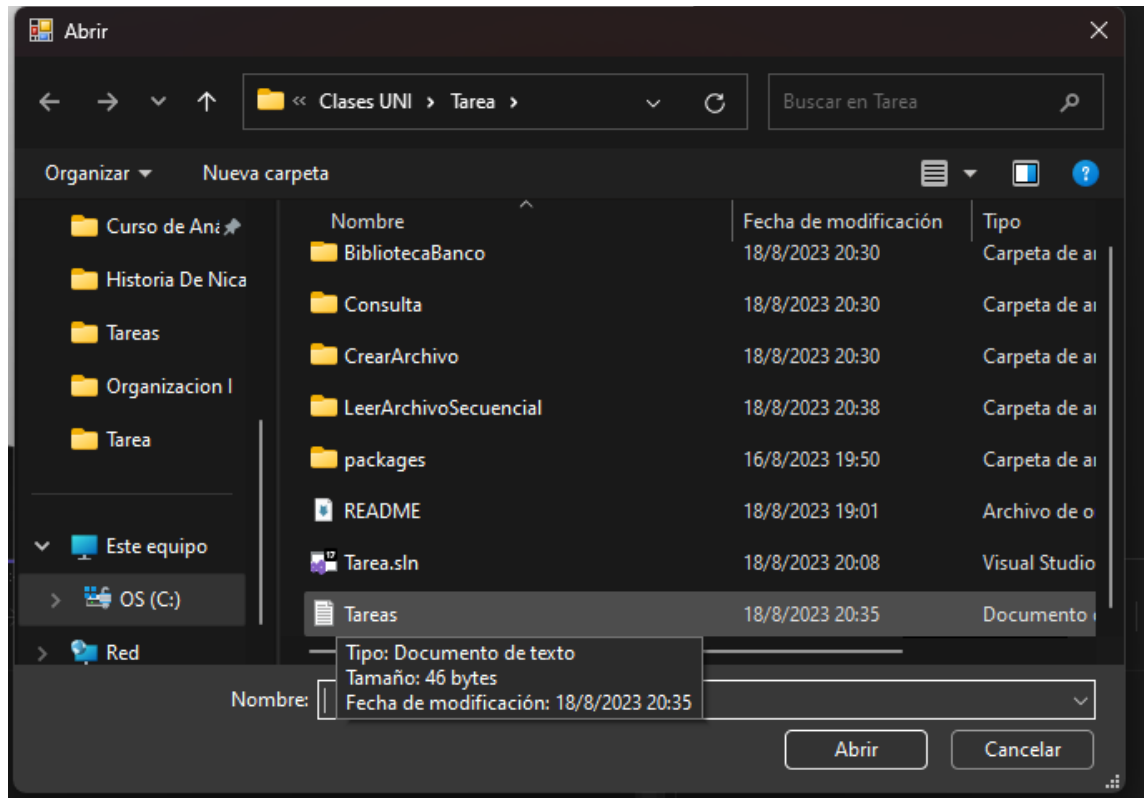 Abrir
« Clases UNI > Tarea >
Buscar en Tarea
Organizar
Nueva carpeta
Nombre
Fecha de modificación
Tipo
Curso de Aná
Historia De Nica
Tareas
Organizacion I
Tarea
Este equipo
OS (C:)
Red
BibliotecaBanco 18/8/2023 20:30 Carpeta de ar
Consulta 18/8/2023 20:30 Carpeta de ar
CrearArchivo 18/8/2023 20:30 Carpeta de ar
LeerArchivoSecuencial 18/8/2023 20:38 Carpeta de ar
packages 16/8/2023 19:50 Carpeta de ar
README 18/8/2023 19:01 Archivo de o
17
Tarea.sln 18/8/2023 20:08 Visual Studio
Tareas 18/8/2023 20:35 Documento
Tipo: Documento de texto
Tamaño: 46 bytes
Fecha de modificación: 18/8/2023 20:35
Nombre:
Abrir
Cancelar